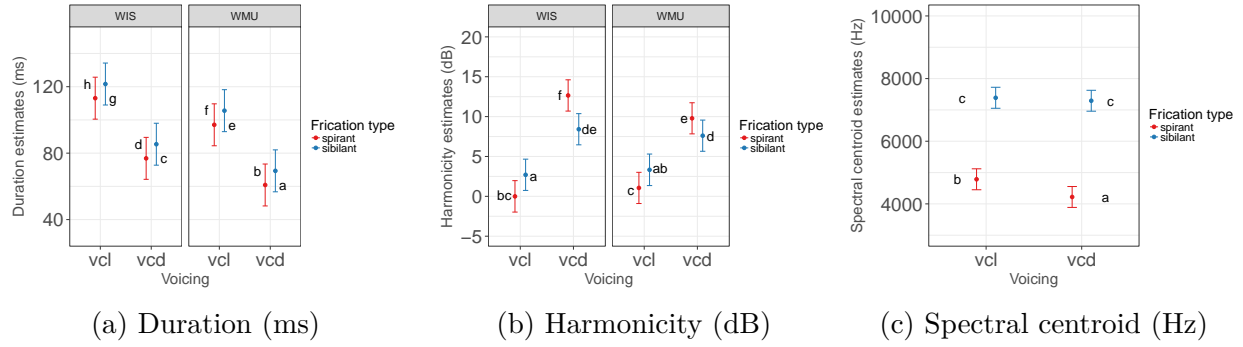 WIS
WMU
Duration estimates (ms)
120
80
40
h
g
d
c
f
e
b
a
vcl
vcd
vcl
vcd
Voicing
Frication type
spirant
sibilant
(a) Duration (ms)
WIS
WMU
Harmonicity estimates (dB)
20
15
10
5
0
−5
bc
a
f
de
c
ab
e
d
vcl
vcd
vcl
vcd
Voicing
Frication type
spirant
sibilant
(b) Harmonicity (dB)
Spectral centroid estimates (Hz)
10000
8000
6000
4000
c
c
b
a
vcl
vcd
Voicing
Frication type
spirant
sibilant
(c) Spectral centroid (Hz)